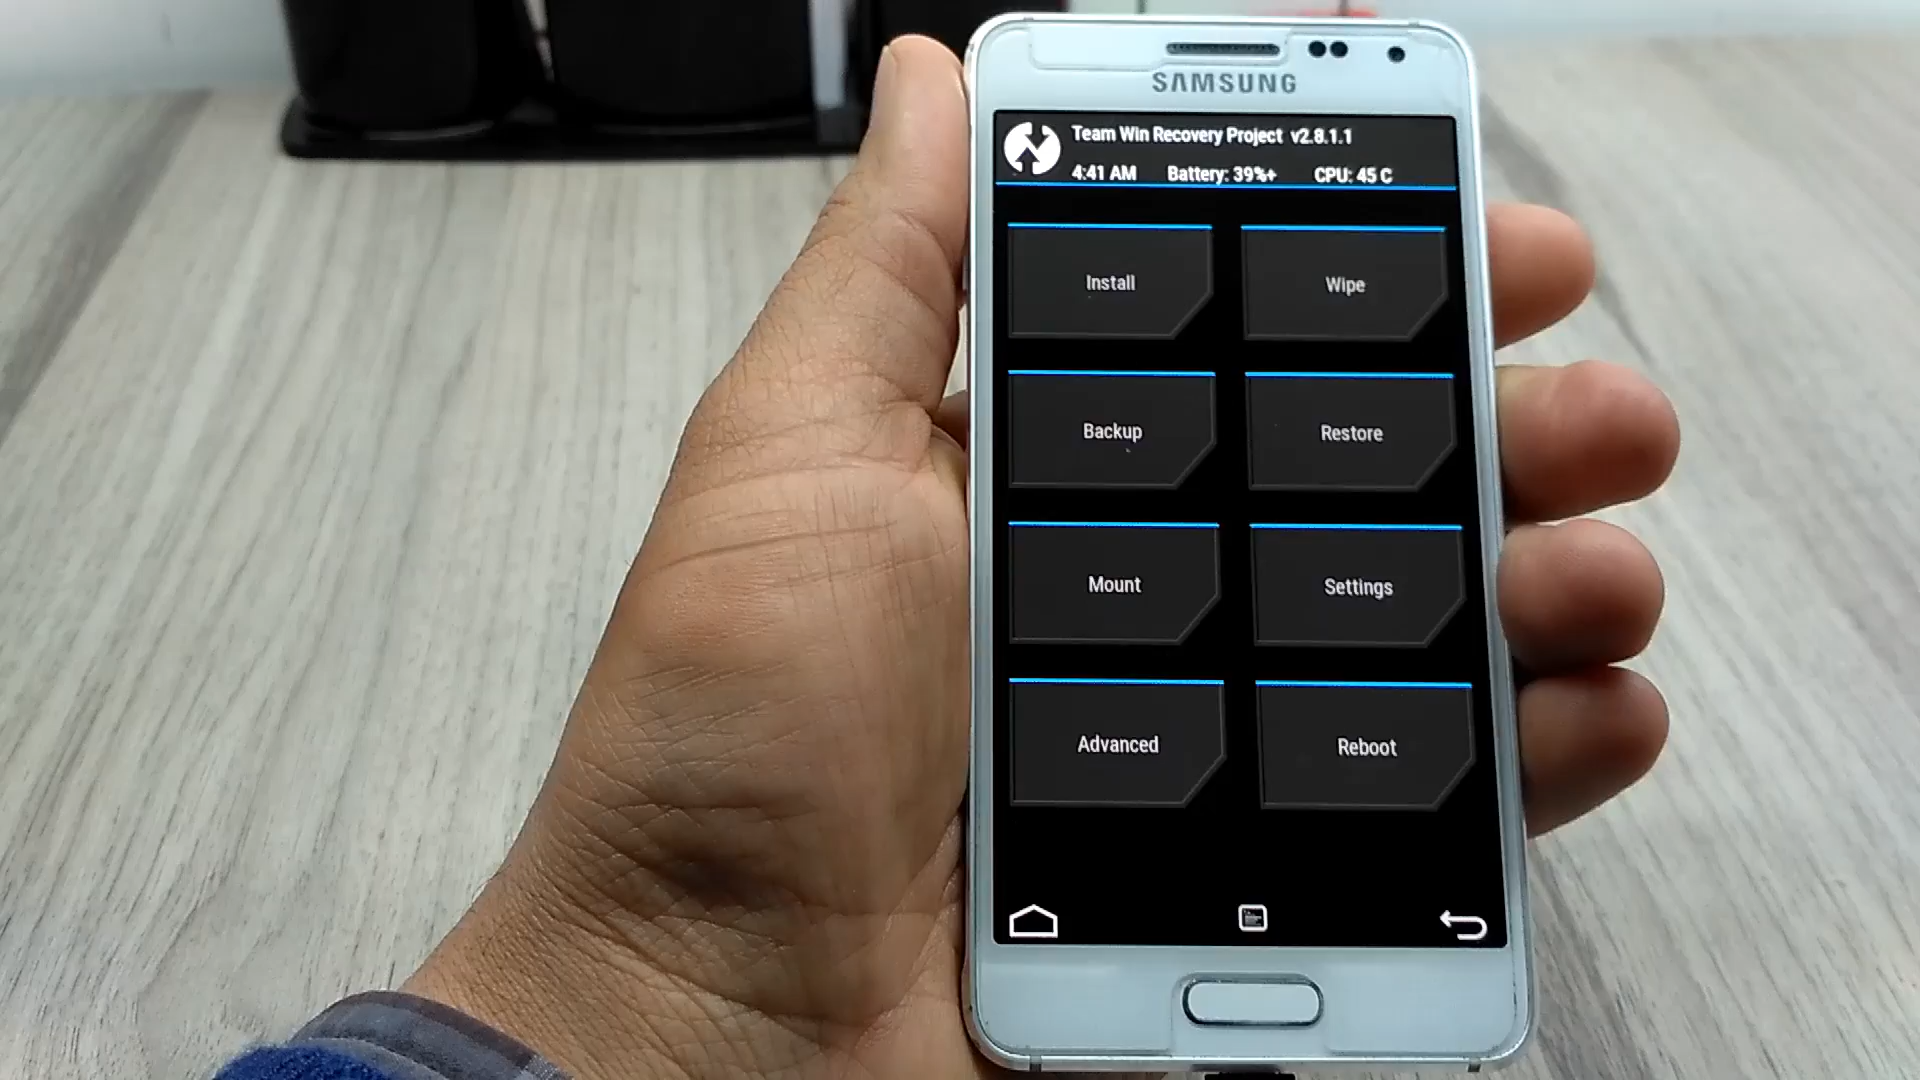 SAMSUNG
Team Win Recovery Project v2.8.1.1
4:41 AM Battery: 39%+ CPU: 45 C
Install Wipe
Backup Restore
Mount Settings
Advanced Reboot